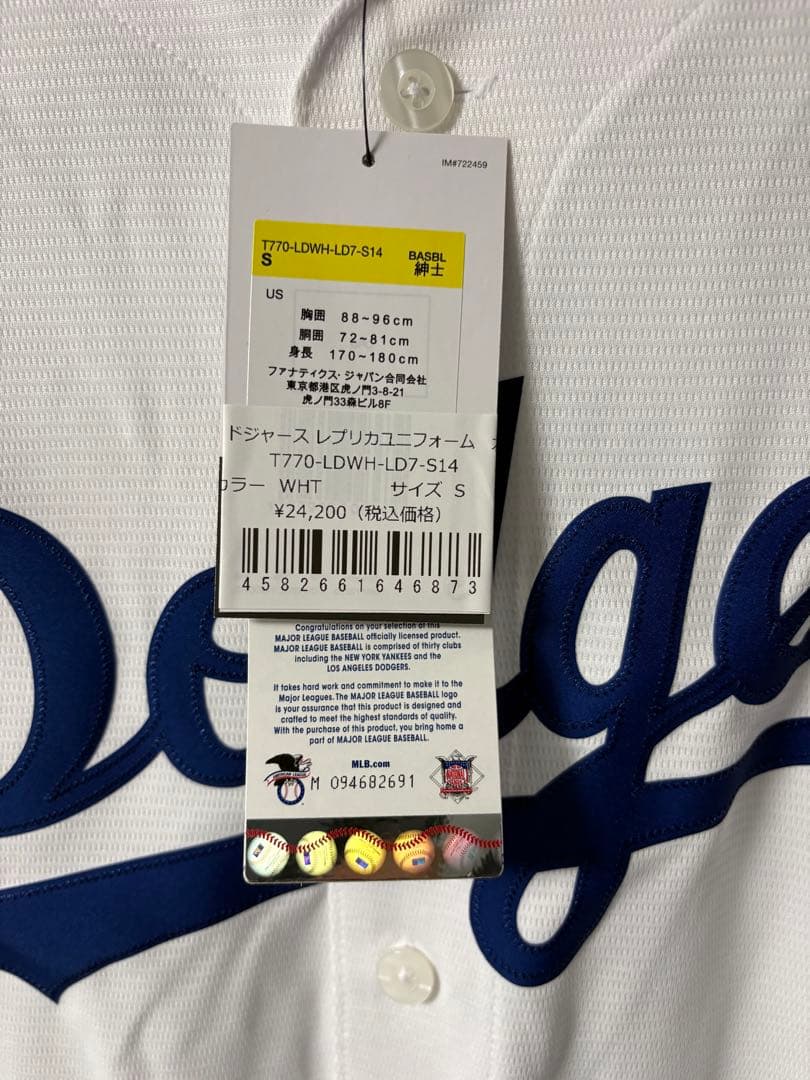 IM#722459
T770-LDWH-LD7-S14
S
BASBL
紳士
US
胸囲 88~96cm
胴囲 72~81cm
身長 170~180cm
ファナティクス・ジャパン合同会社
東京都港区虎ノ門3-8-21
虎ノ門33森ビル8F
ドジャース レプリカユニフォーム
T770-LDWH-LD7-S14
カラー WHT サイズ S
¥24,200（税込価格）
4582661646873
Congratulations on your selection of this
MAJOR LEAGUE BASEBALL officially licensed product.
MAJOR LEAGUE BASEBALL is comprised of thirty clubs
including the NEW YORK YANKEES and the
LOS ANGELES DODGERS.
It takes hard work and commitment to make it to the
Major Leagues. The MAJOR LEAGUE BASEBALL logo
is your assurance that this product is designed and
crafted to meet the highest standards of quality.
With the purchase of this product, you bring home a
part of MAJOR LEAGUE BASEBALL.
MLB.com
AMERICAN LEAGUE
M 094682691